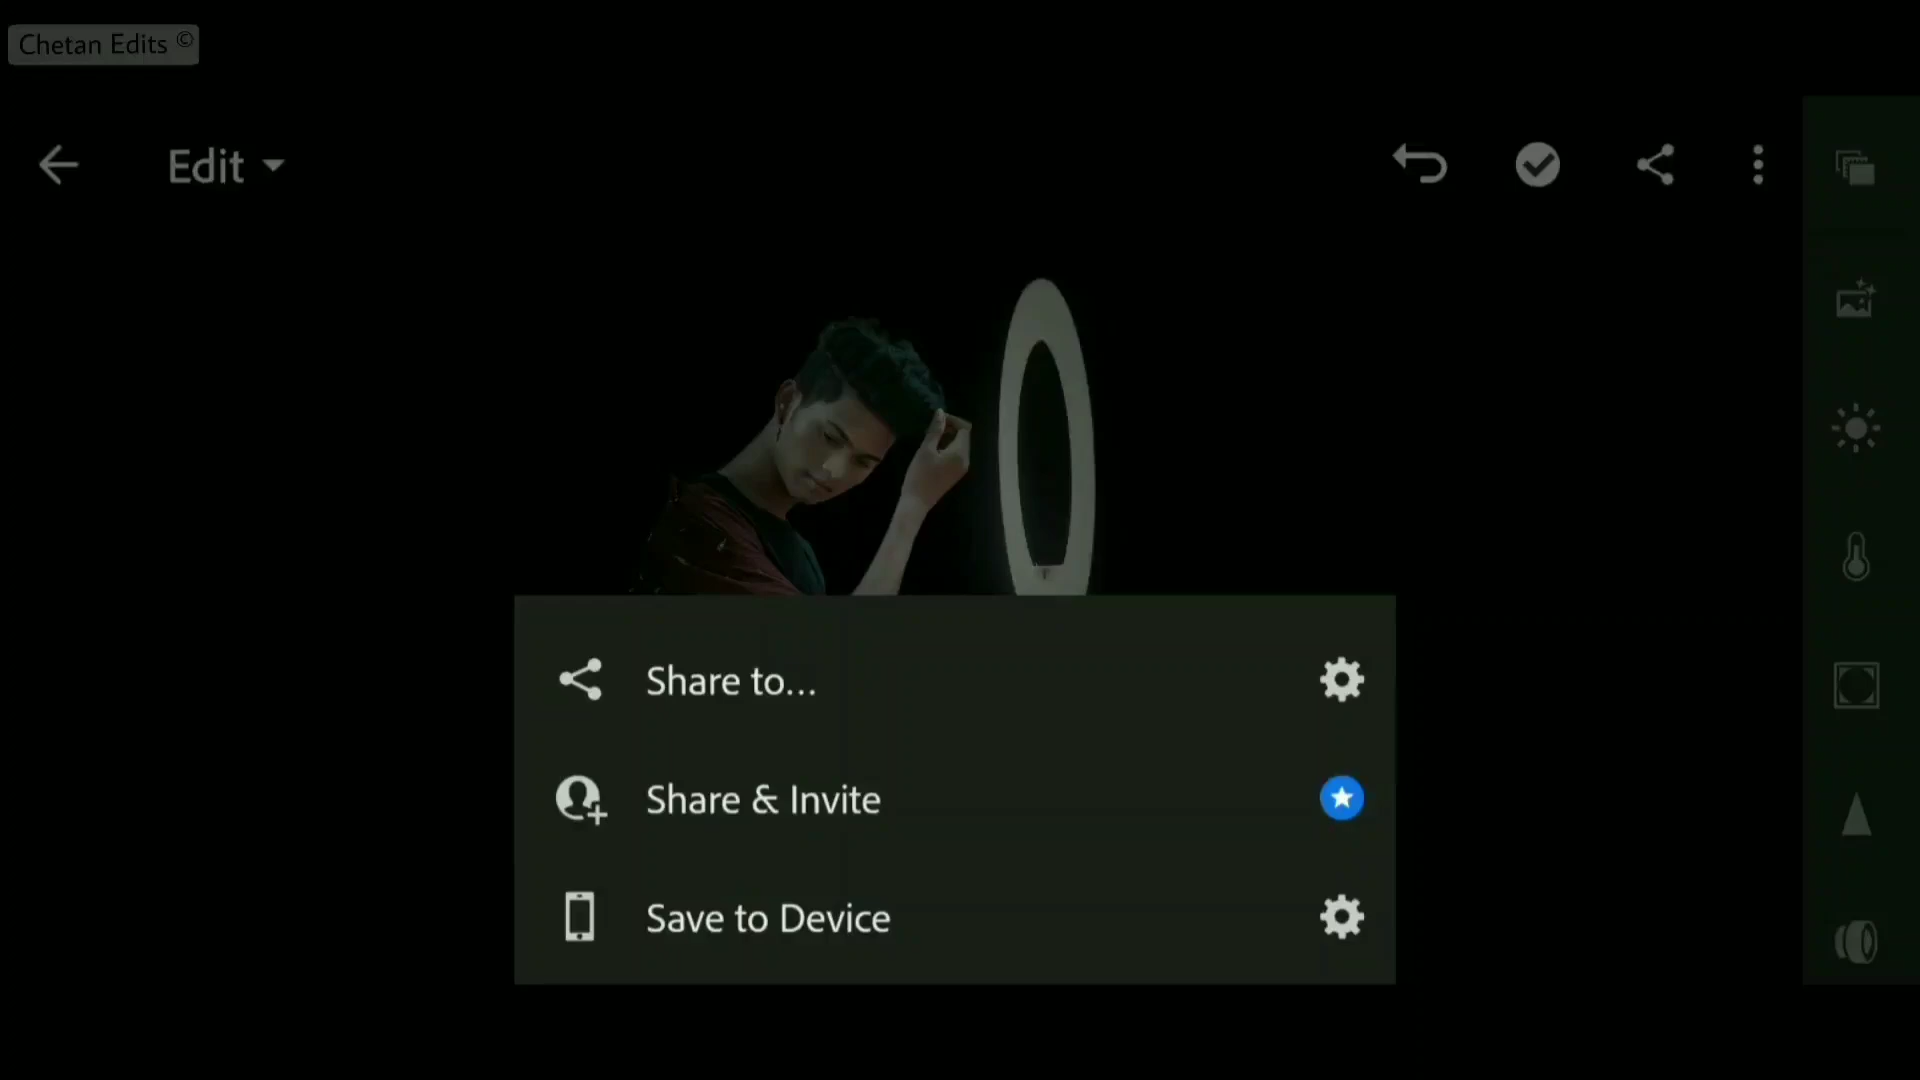 Chetan Edits ©
Edit
Share to...
Share & Invite
Save to Device